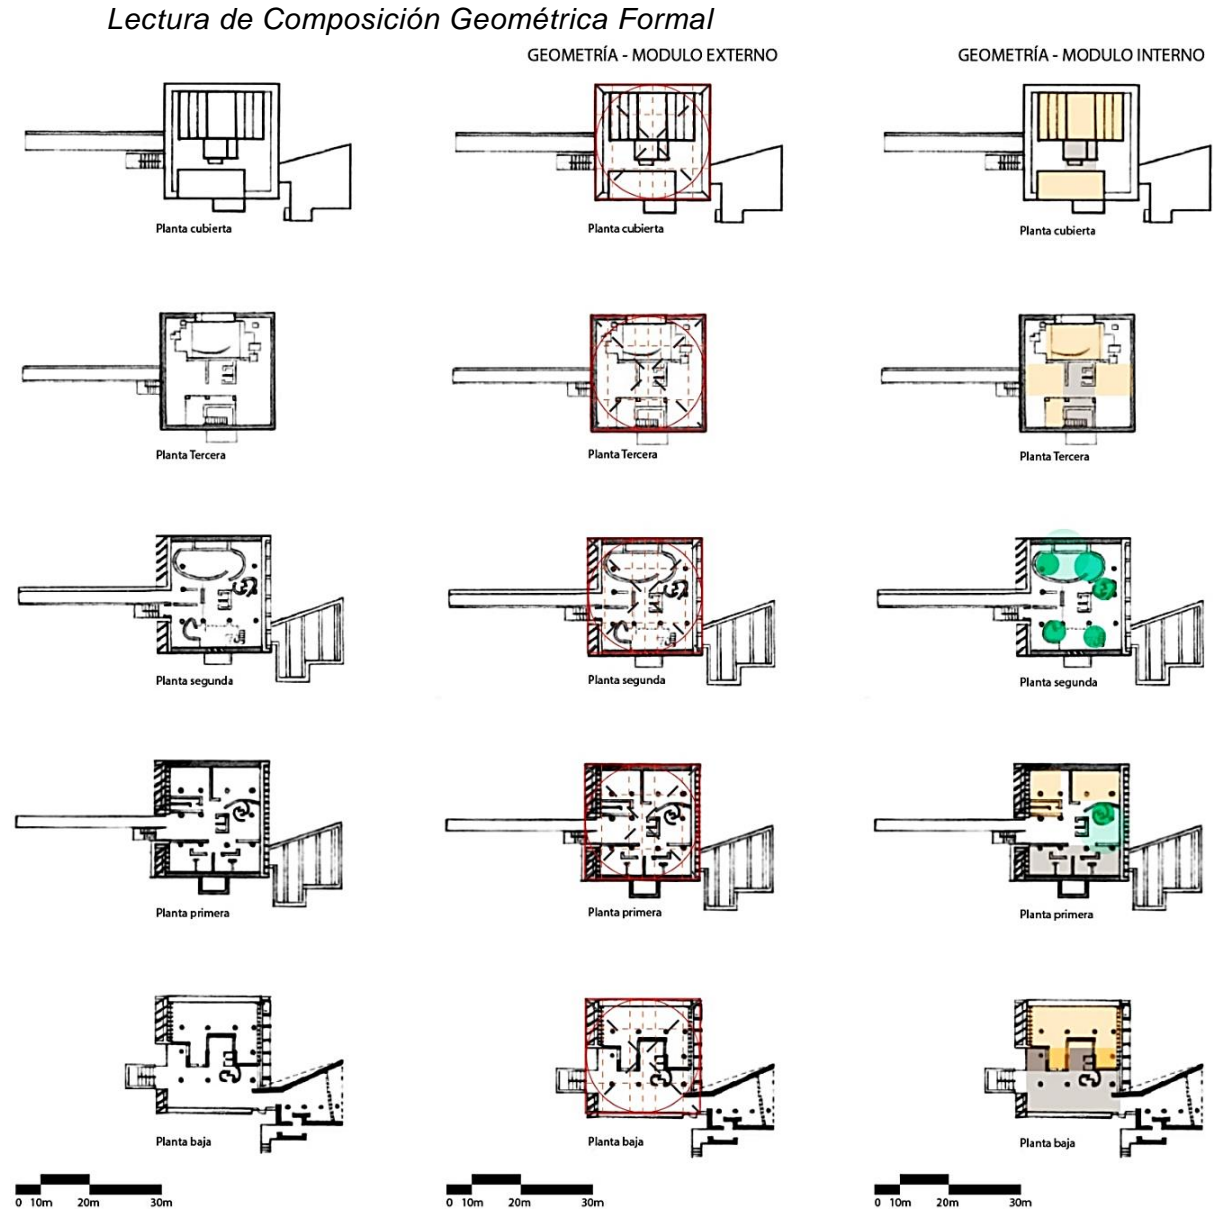 Lectura de Composición Geométrica Formal
GEOMETRÍA - MODULO EXTERNO
GEOMETRÍA - MODULO INTERNO
Planta cubierta
Planta cubierta
Planta cubierta
Planta Tercera
Planta Tercera
Planta Tercera
Planta segunda
Planta segunda
Planta segunda
Planta primera
Planta primera
Planta primera
Planta baja
Planta baja
Planta baja
0 10m 20m 30m
0 10m 20m 30m
0 10m 20m 30m